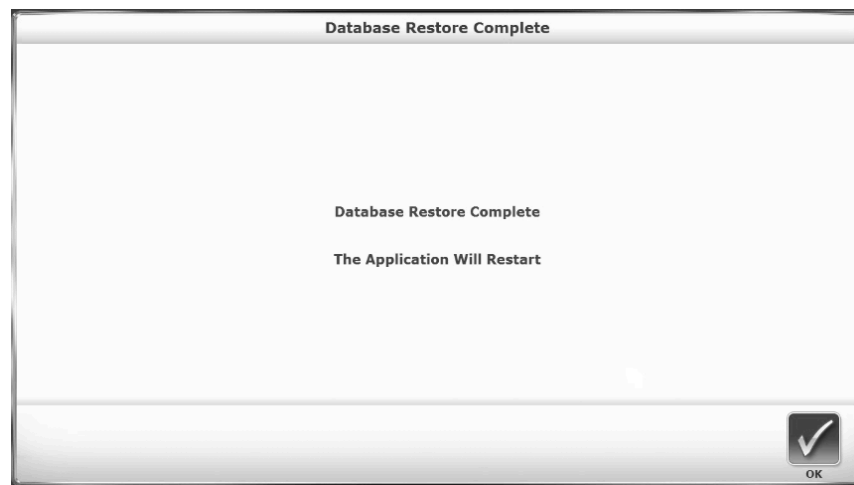 Database Restore Complete
Database Restore Complete
The Application Will Restart
OK